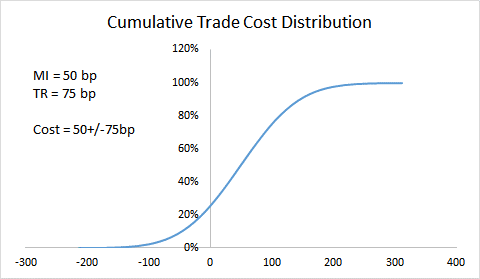 Cumulative Trade Cost Distribution
120%
MI = 50 bp
100%
TR = 75 bp
80%
Cost = 50+/-75bp
60%
40%
20%
0%
-300 -200 -100 0 100 200 300 400